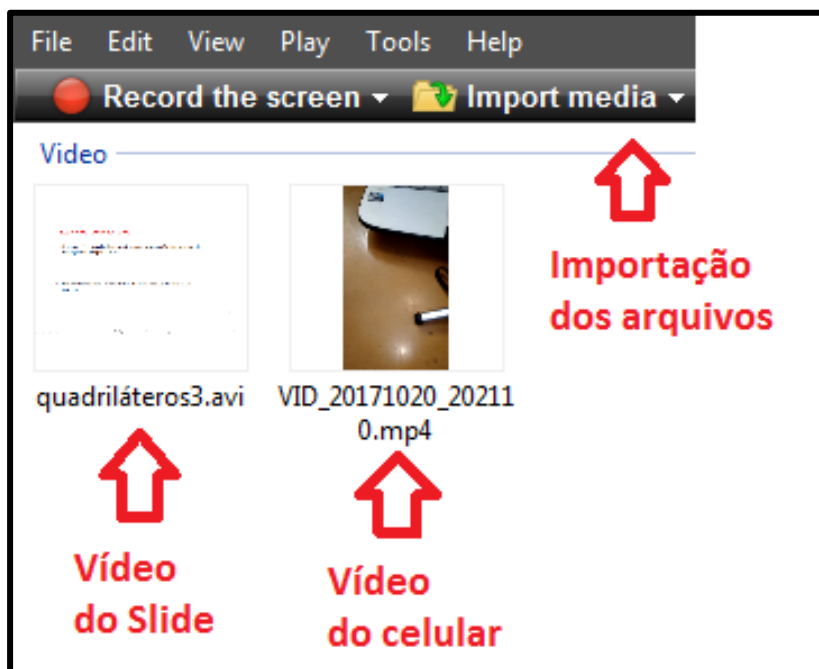 File Edit View Play Tools Help
Record the screen Import media
Video
quadriláteros3.avi
VID_20171020_20211
0.mp4
Importação
dos arquivos
Vídeo
do Slide
Vídeo
do celular